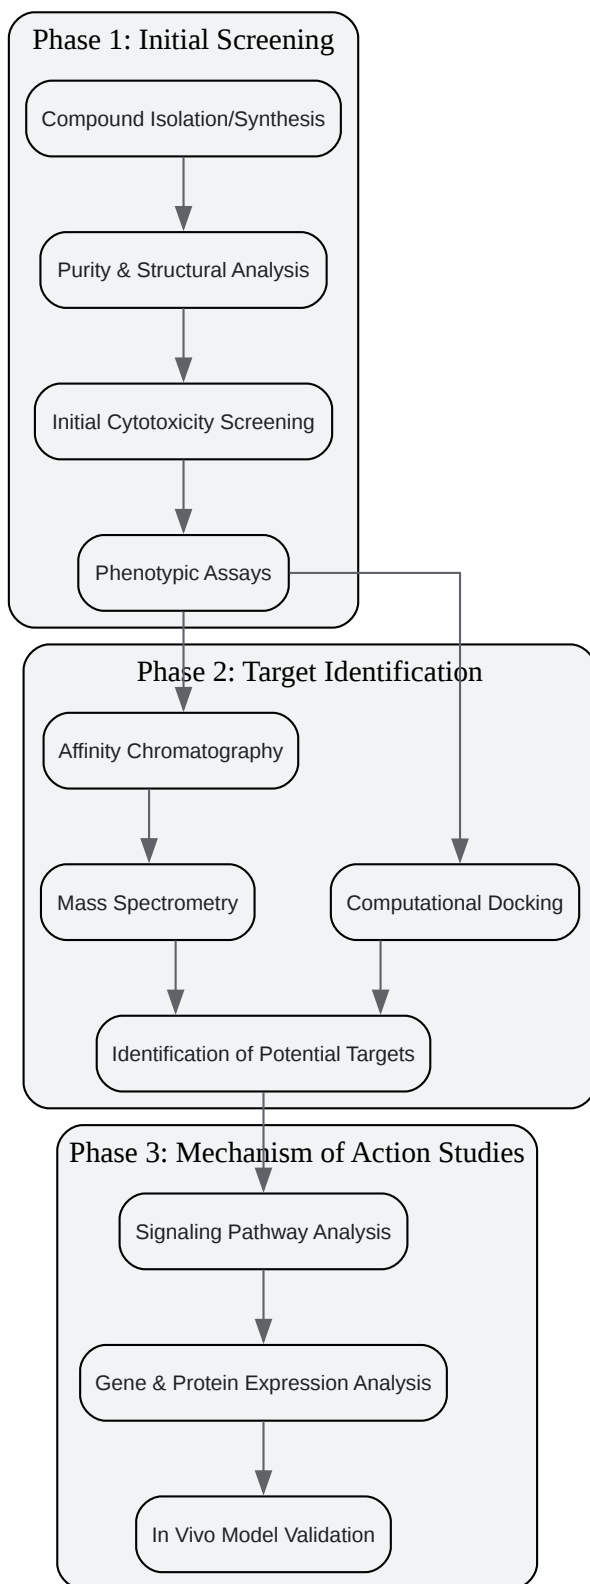 Phase 1: Initial Screening
Compound Isolation/Synthesis
Purity & Structural Analysis
Initial Cytotoxicity Screening
Phenotypic Assays
Phase 2: Target Identification
Affinity Chromatography
Mass Spectrometry
Computational Docking
Identification of Potential Targets
Phase 3: Mechanism of Action Studies
Signaling Pathway Analysis
Gene & Protein Expression Analysis
In Vivo Model Validation